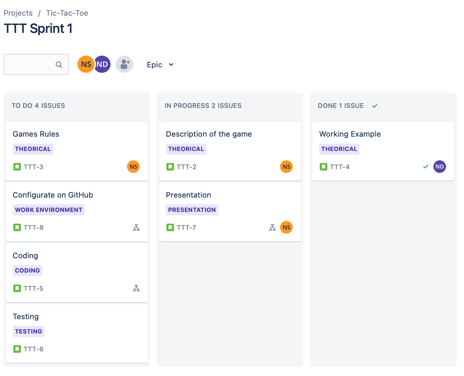 Projects / Tic-Tac-Toe
TTT Sprint 1
NS ND Epic
TO DO 4 ISSUES
Games Rules
THEORICAL
TTT-3 NS
Configurate on GitHub
WORK ENVIRONMENT
TTT-8
Coding
CODING
TTT-5
Testing
TESTING
TTT-6
IN PROGRESS 2 ISSUES
Description of the game
THEORICAL
TTT-2 NS
Presentation
PRESENTATION
TTT-7 NS
DONE 1 ISSUE
Working Example
THEORICAL
TTT-4 ND